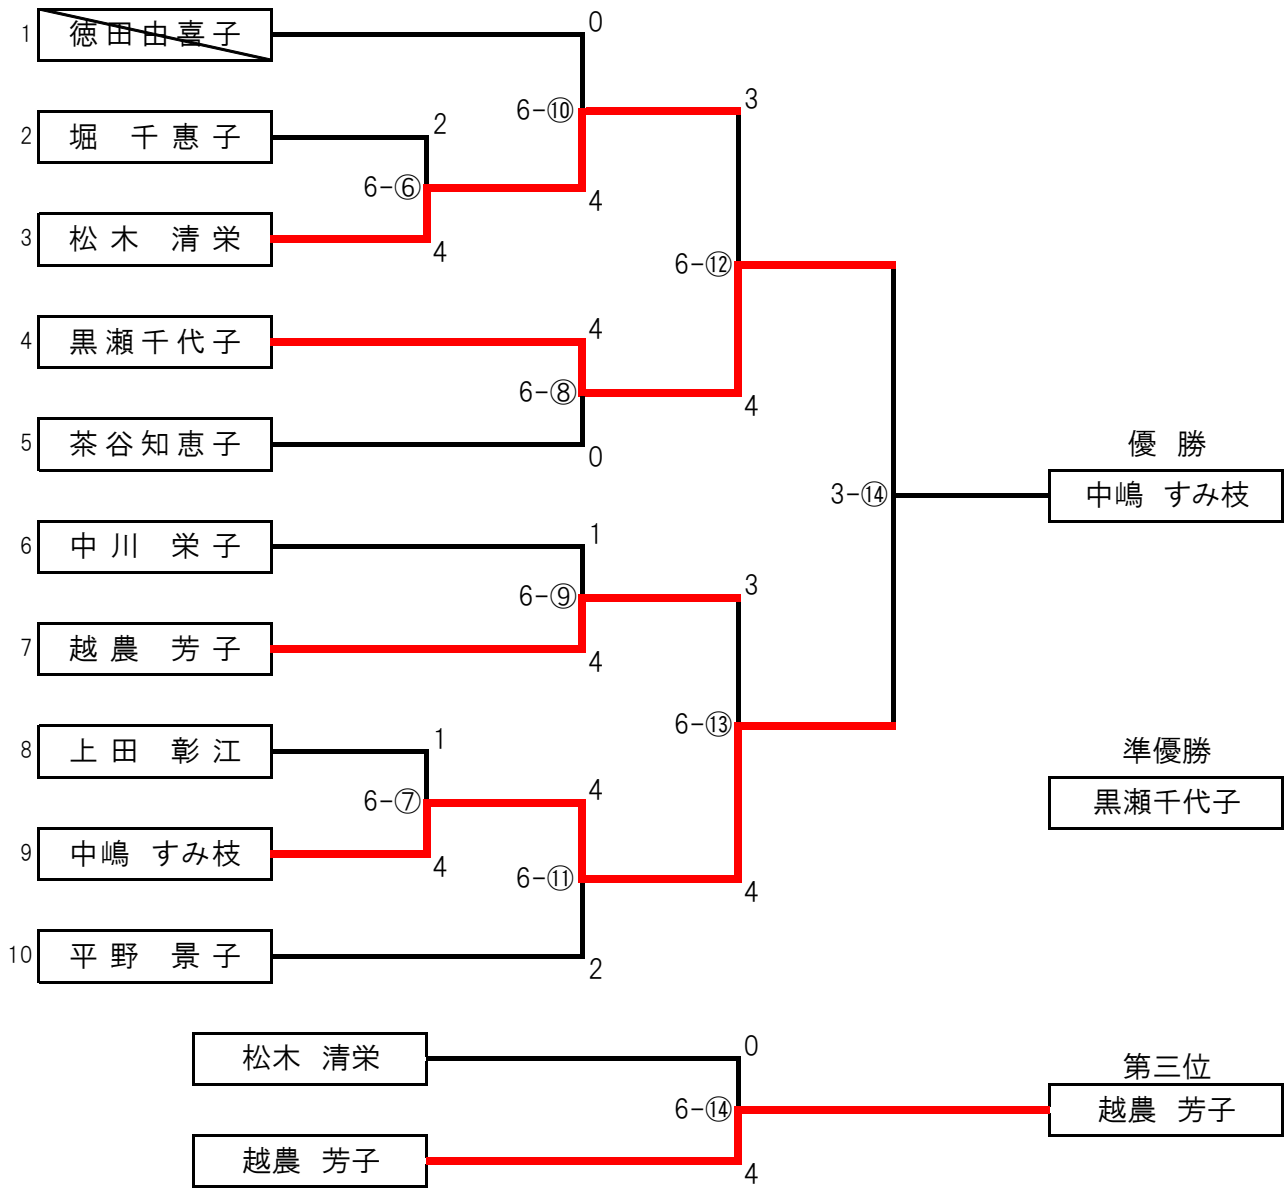 1 徳田由喜子 0
6-⑩ 3
2 堀 千惠子 2
6-⑥ 4
3 松木 清栄 4
6-⑫
4 黒瀬千代子 4
6-⑧ 4
5 茶谷知恵子 0
優 勝
3-⑭ 中嶋 すみ枝
6 中川 栄子 1
6-⑨ 3
7 越農 芳子 4
6-⑬
8 上田 彰江 1
準優勝
6-⑦ 4
黒瀬千代子
9 中嶋 すみ枝 4
6-⑪ 4
10 平野 景子 2
松木 清栄 0
第三位
6-⑭ 越農 芳子
越農 芳子 4